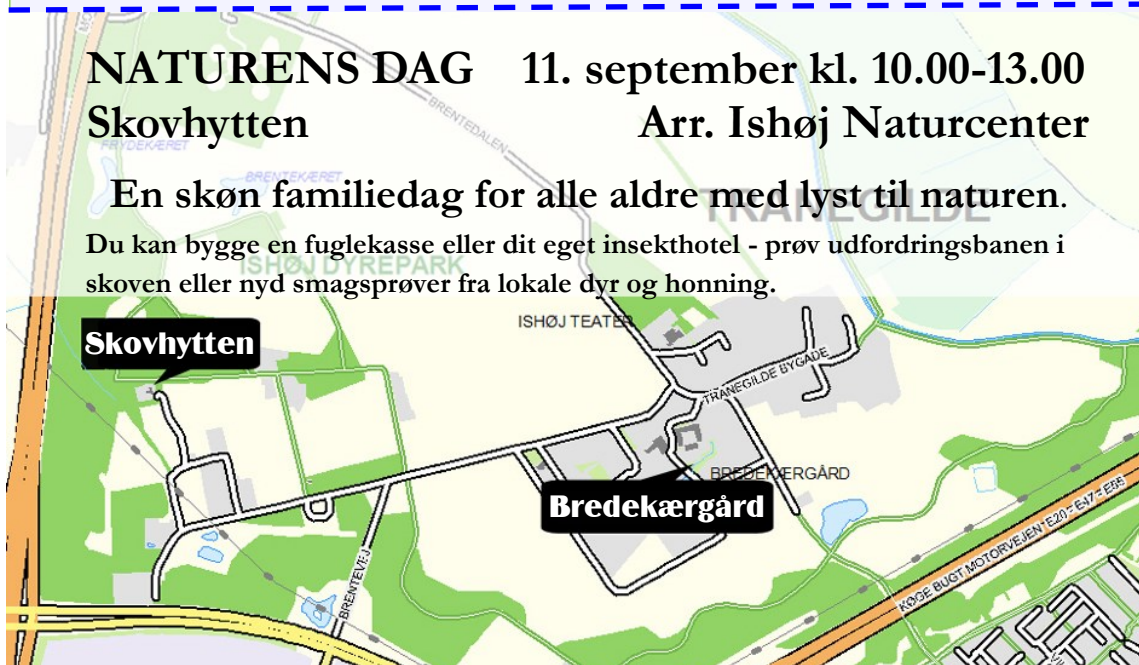 NATURENS DAG 11. september kl. 10.00-13.00
Skovhytten Arr. Ishøj Naturcenter
En skøn familiedag for alle aldre med lyst til naturen.
Du kan bygge en fuglekasse eller dit eget insekthotel - prøv udfordringsbanen i
skoven eller nyd smagsprøver fra lokale dyr og honning.
BRENTEDALEN
FRYDEKÆRET
BRENTEKÆRET
TRANEGILDE
ISHØJ DYREPARK
ISHØJ TEATER
Skovhytten
TRANEGILDE BYGADE
BREDEKÆRGÅRD
Bredekærgård
BRENTEVEJ
KØGE BUGT MOTORVEJEN-E20-E47-E55